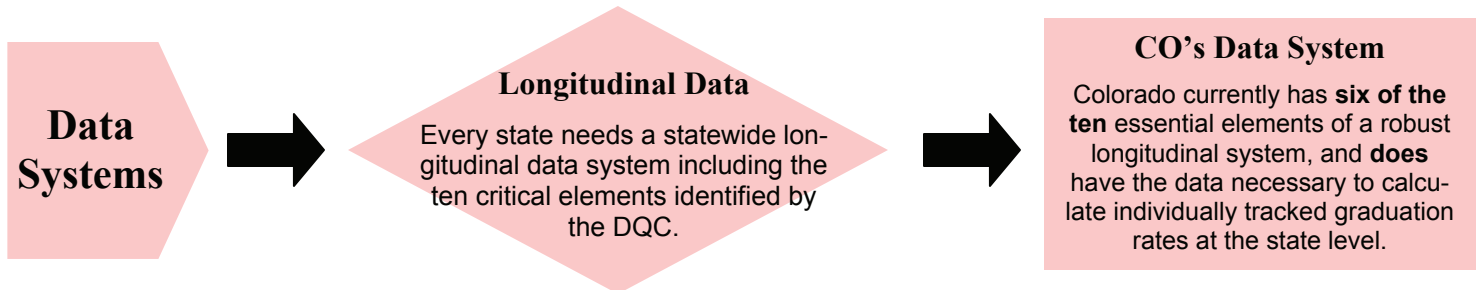 Data
Systems
Longitudinal Data
Every state needs a statewide lon-
gitudinal data system including the
ten critical elements identified by
the DQC.
CO’s Data System
Colorado currently has six of the
ten essential elements of a robust
longitudinal system, and does
have the data necessary to calcu-
late individually tracked graduation
rates at the state level.